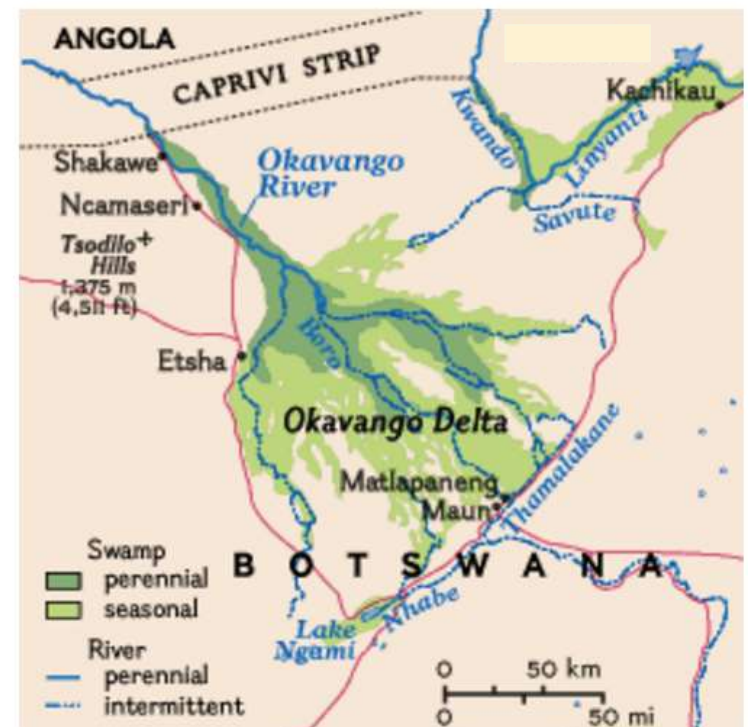 ANGOLA
CAPRIVI STRIP
Kwando
Kachikau
Linyanti
Shakawe
Okavango
River
Ncamaseri
Savute
Tsodilo+
Hills
1,375 m
(4,511 ft)
Boro
Etsha
Okavango Delta
Thamalakane
Matlapaneng
Maun
BOTSWANA
Swamp
perennial
seasonal
Nhabe
Lake
Ngami
River
perennial
intermittent
0 50 km
0 50 mi